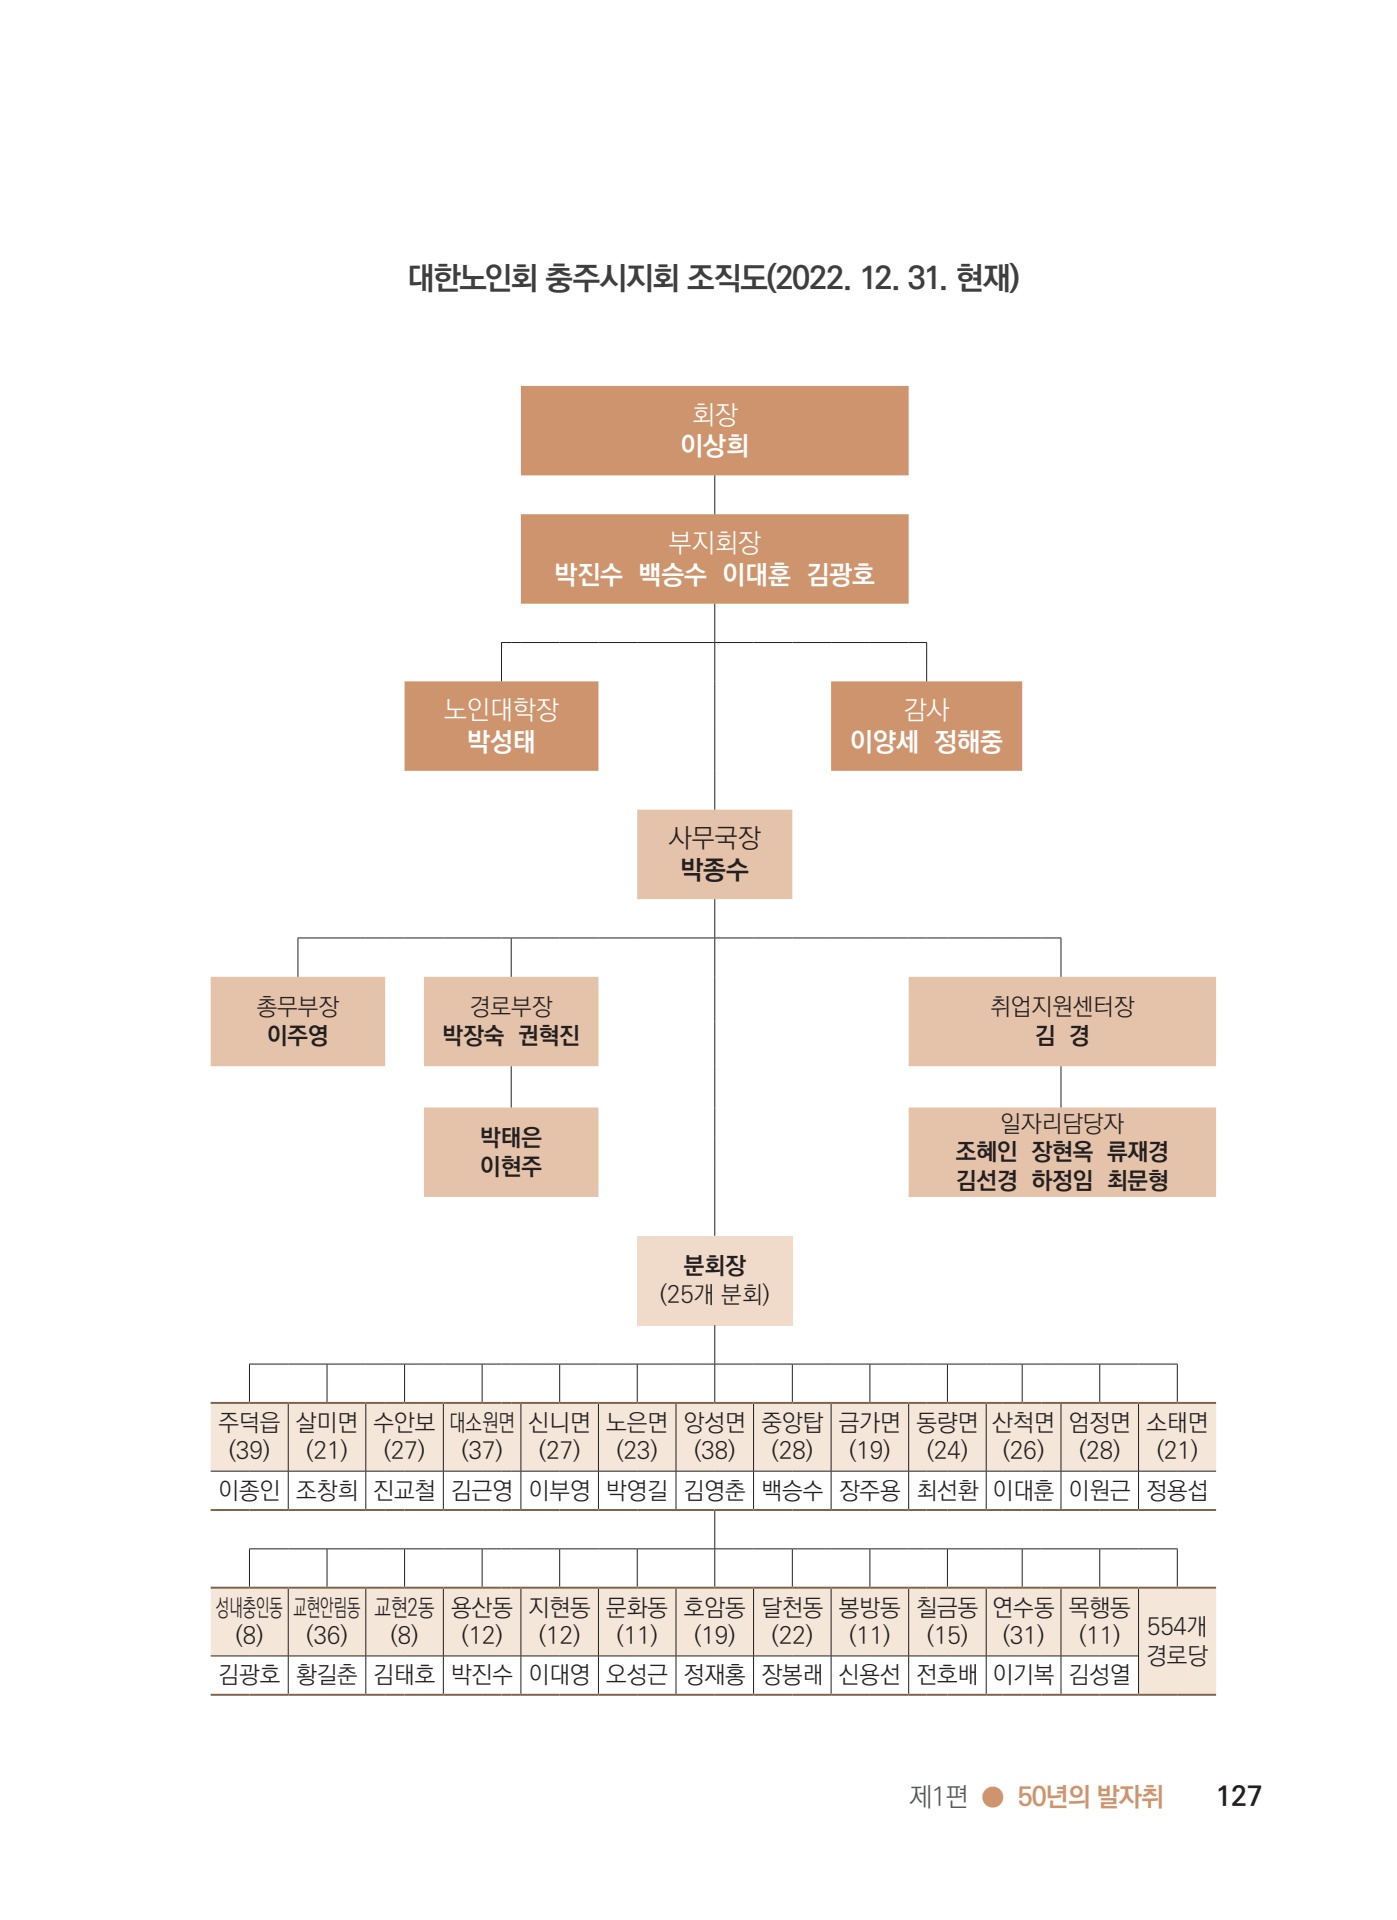 대한노인회 충주시지회 조직도(2022. 12. 31. 현재)
회장
이상희
부지회장
박진수 백승수 이대훈 김광호
노인대학장
박성태
감사
이양세 정해중
사무국장
박종수
총무부장
이주영
경로부장
박장숙 권혁진
취업지원센터장
김 경
박태은
이현주
일자리담당자
조혜인 장현옥 류재경
김선경 하정임 최문형
분회장
(25개 분회)
주덕읍 살미면 수안보 대소원면 신니면 노은면 앙성면 중앙탑 금가면 동량면 산척면 엄정면 소태면
(39) (21) (27) (37) (27) (23) (38) (28) (19) (24) (26) (28) (21)
이종인 조창희 진교철 김근영 이부영 박영길 김영춘 백승수 장주용 최선환 이대훈 이원근 정용섭
성내충인동 교현안림동 교현2동 용산동 지현동 문화동 호암동 달천동 봉방동 칠금동 연수동 목행동
(8) (36) (8) (12) (12) (11) (19) (22) (11) (15) (31) (11)
김광호 황길춘 김태호 박진수 이대영 오성근 정재홍 장봉래 신용선 전호배 이기복 김성열
554개
경로당
제1편 ● 50년의 발자취 127